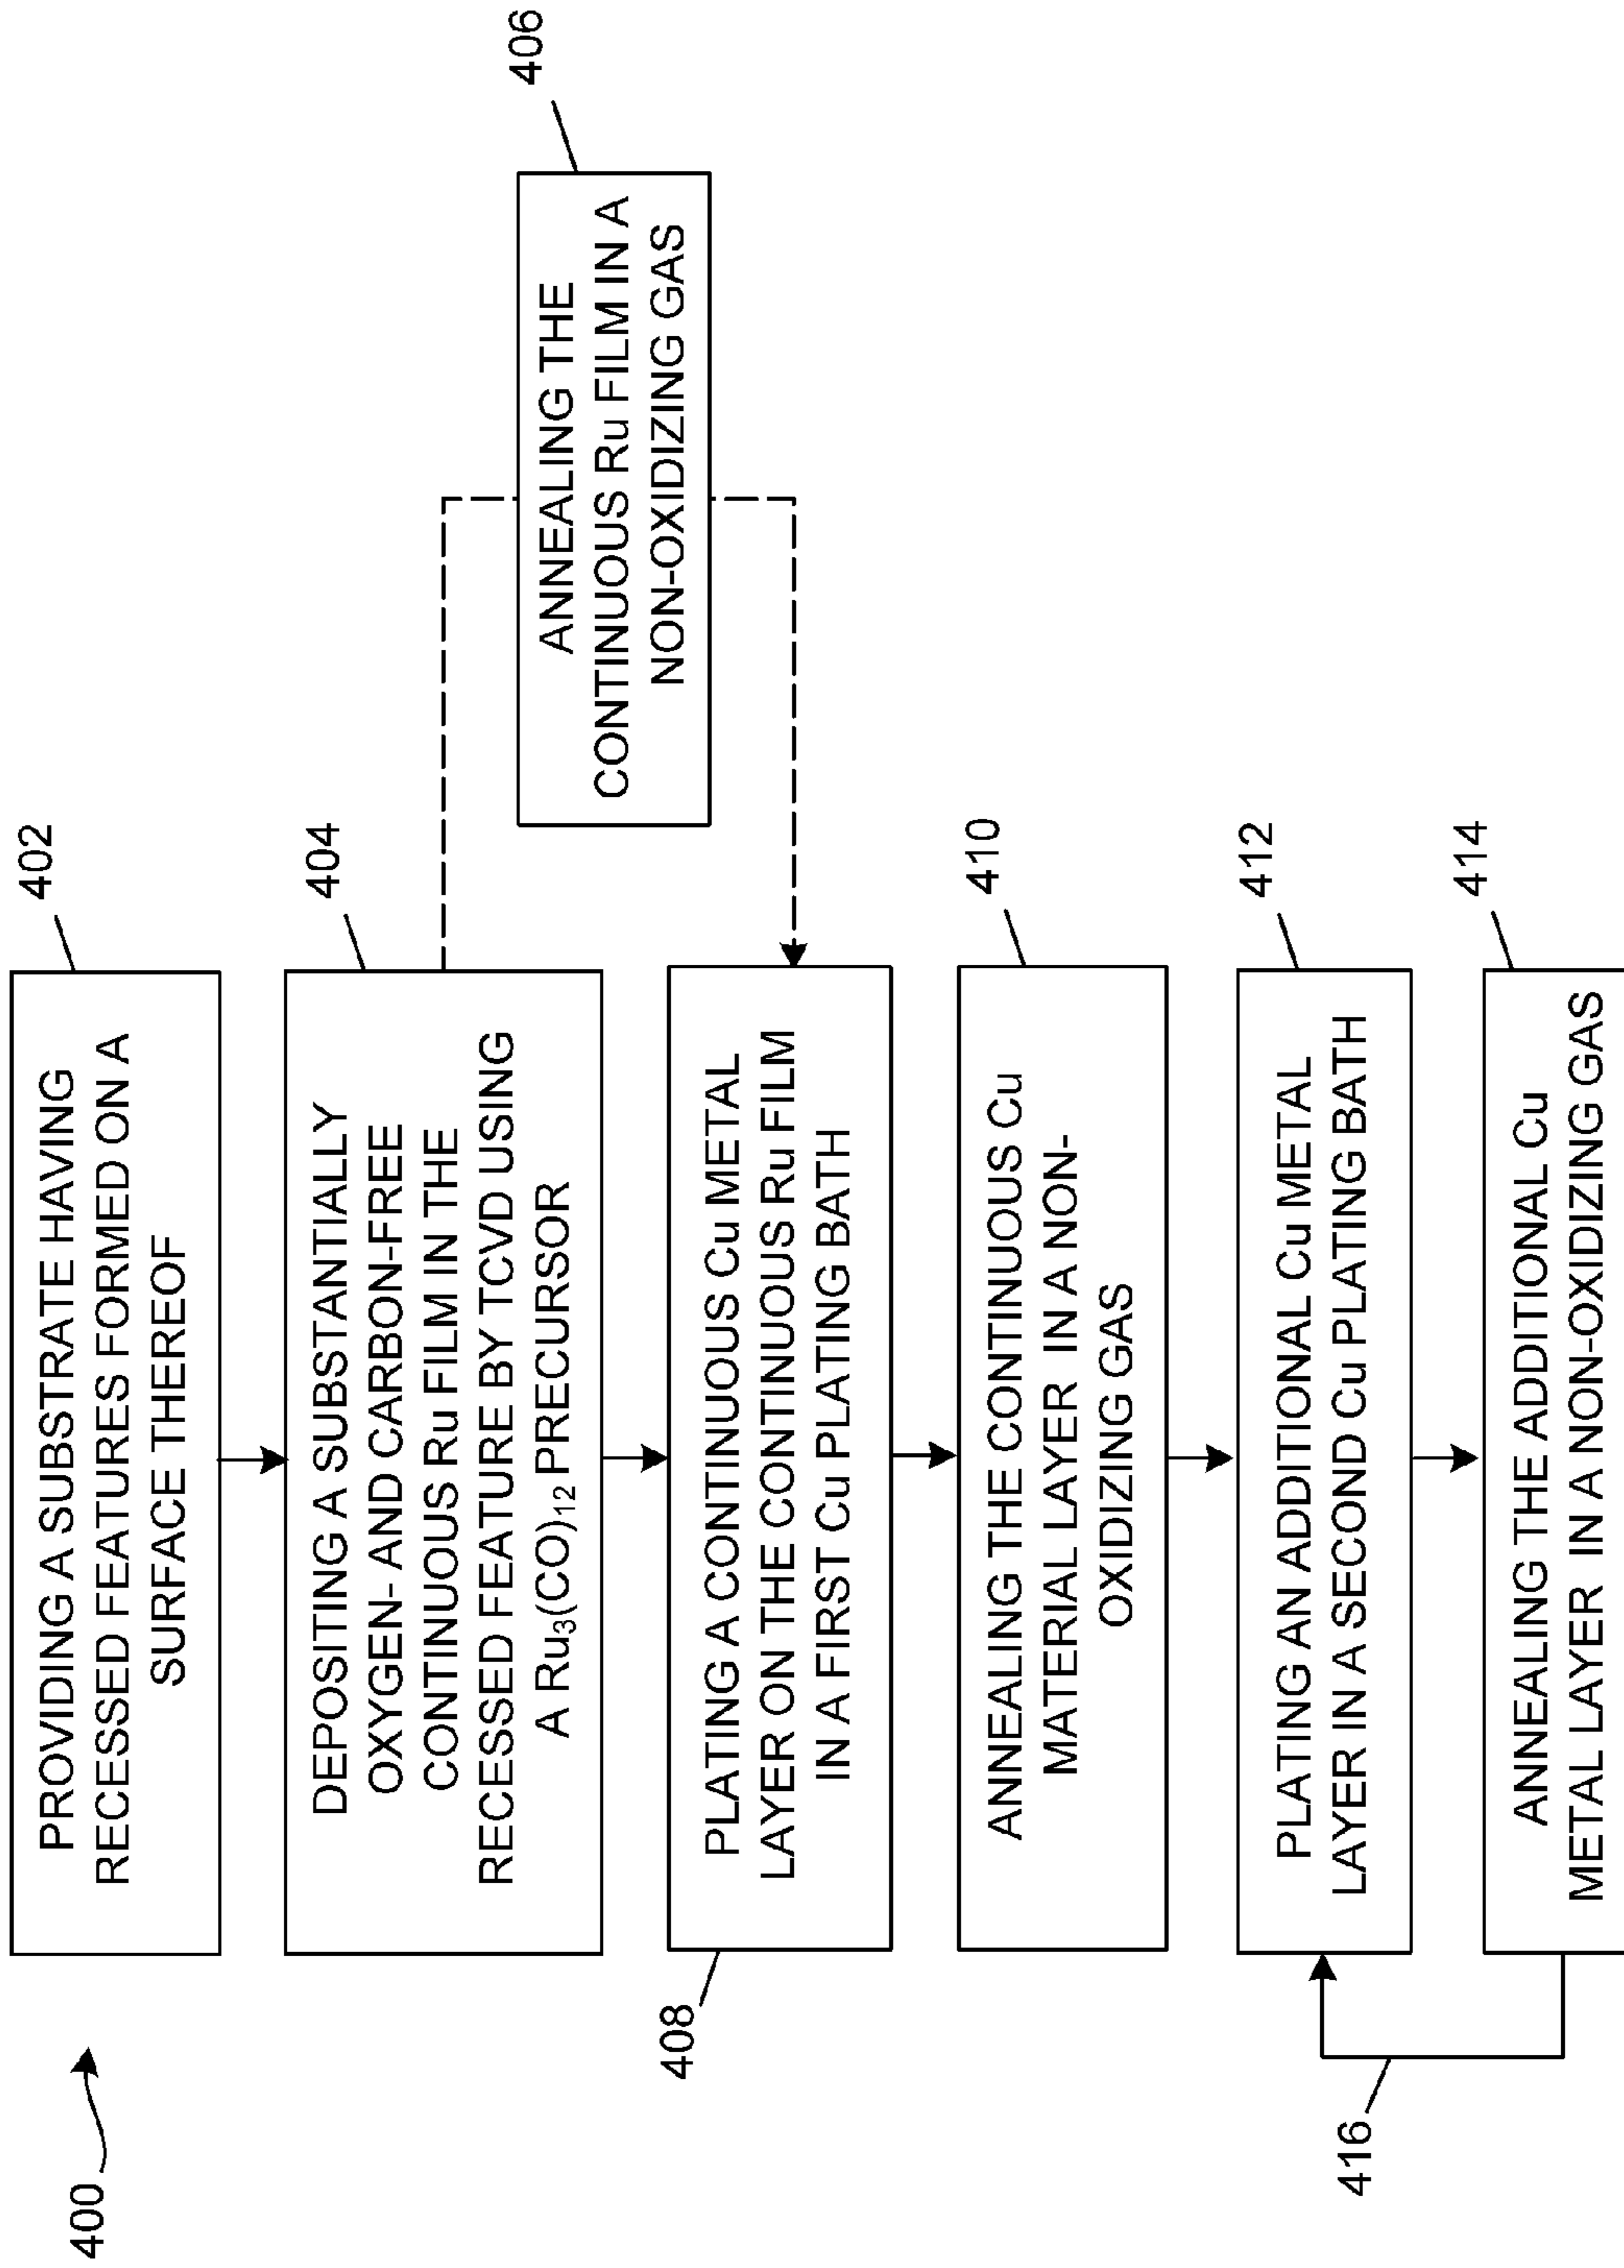 400
402
PROVIDING A SUBSTRATE HAVING
RECESSED FEATURES FORMED ON A
SURFACE THEREOF
404
DEPOSITING A SUBSTANTIALLY
OXYGEN- AND CARBON-FREE
CONTINUOUS Ru FILM IN THE
RECESSED FEATURE BY TCVD USING
A Ru₃(CO)₁₂ PRECURSOR
406
ANNEALING THE
CONTINUOUS Ru FILM IN A
NON-OXIDIZING GAS
408
PLATING A CONTINUOUS Cu METAL
LAYER ON THE CONTINUOUS Ru FILM
IN A FIRST Cu PLATING BATH
410
ANNEALING THE CONTINUOUS Cu
MATERIAL LAYER IN A NON-
OXIDIZING GAS
412
PLATING AN ADDITIONAL Cu METAL
LAYER IN A SECOND Cu PLATING BATH
414
ANNEALING THE ADDITIONAL Cu
METAL LAYER IN A NON-OXIDIZING GAS
416